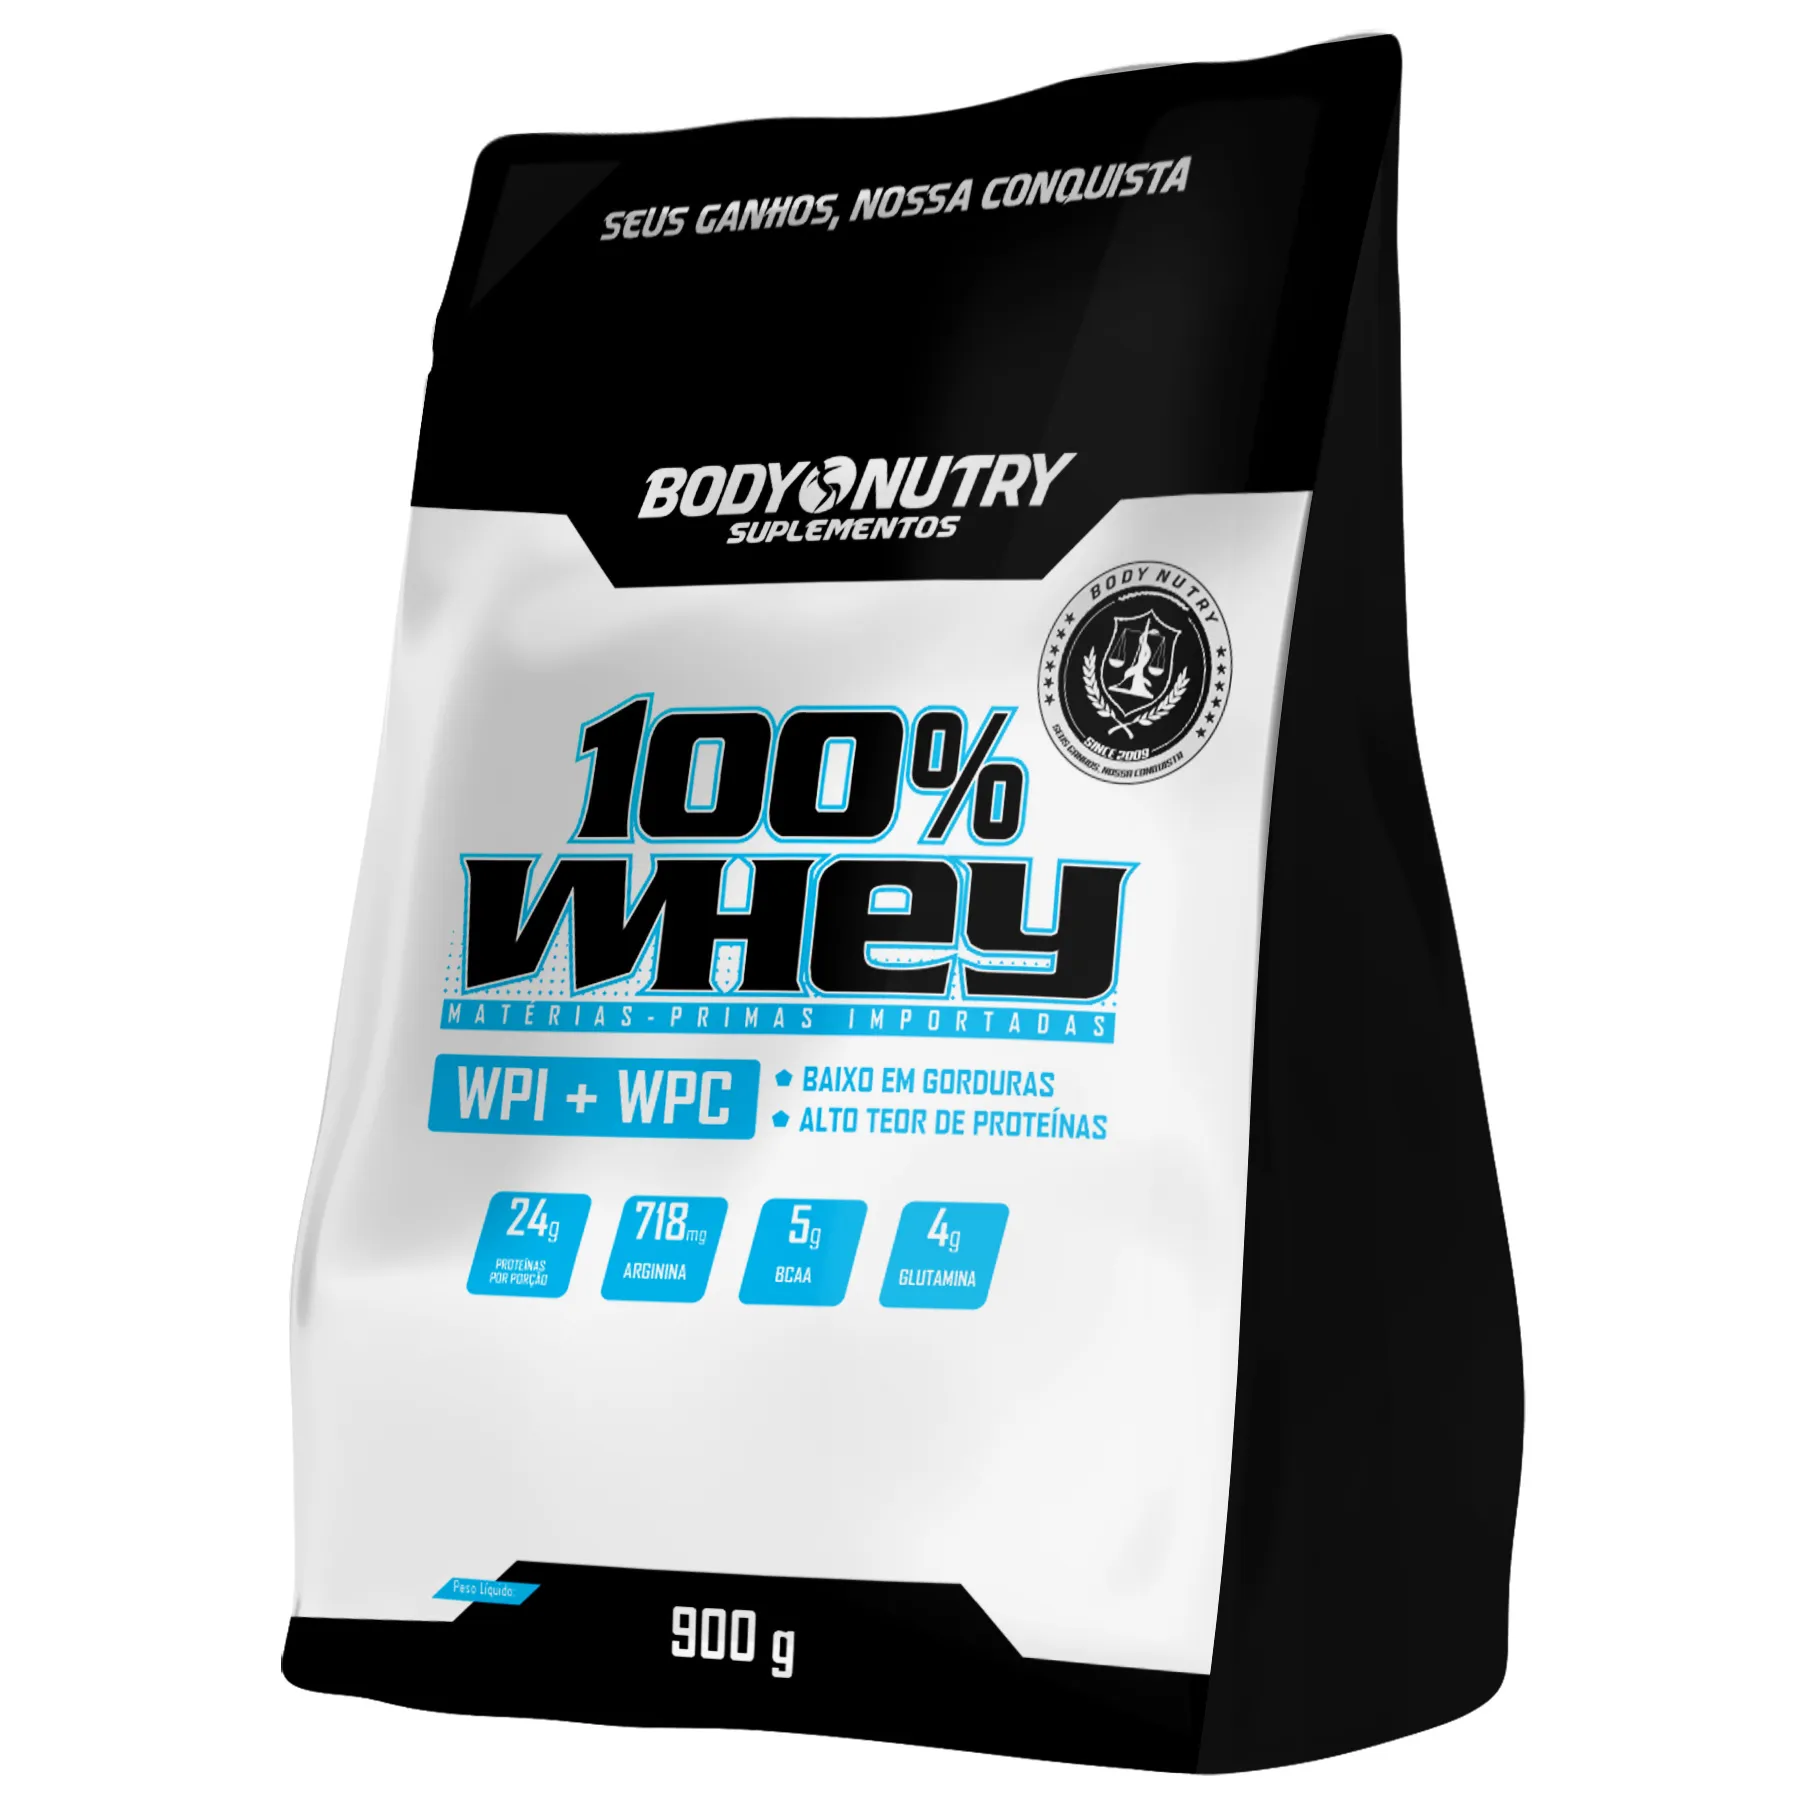 SEUS GANHOS, NOSSA CONQUISTA
BODY NUTRY
SUPLEMENTOS
BODY NUTRY
SINCE 2009
SEUS GANHOS, NOSSA CONQUISTA
100%
WHEY
MATÉRIAS-PRIMAS IMPORTADAS
WPI + WPC
BAIXO EM GORDURAS
ALTO TEOR DE PROTEÍNAS
24g
PROTEÍNAS
POR PORÇÃO
718mg
ARGININA
5g
BCAA
4g
GLUTAMINA
Peso Líquido:
900 g